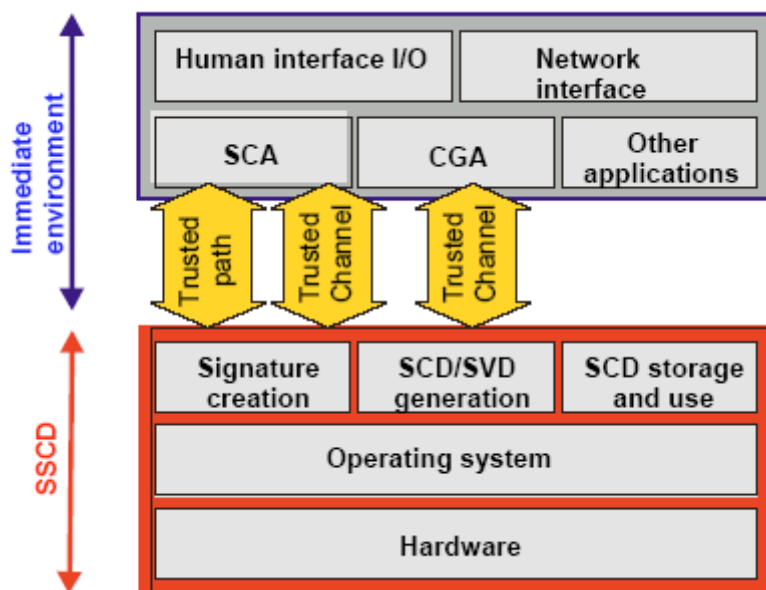 Immediate
environment
Human interface I/O
Network
interface
SCA
CGA
Other
applications
Trusted
path
Trusted
Channel
Trusted
Channel
SSCD
Signature
creation
SCD/SVD
generation
SCD storage
and use
Operating system
Hardware